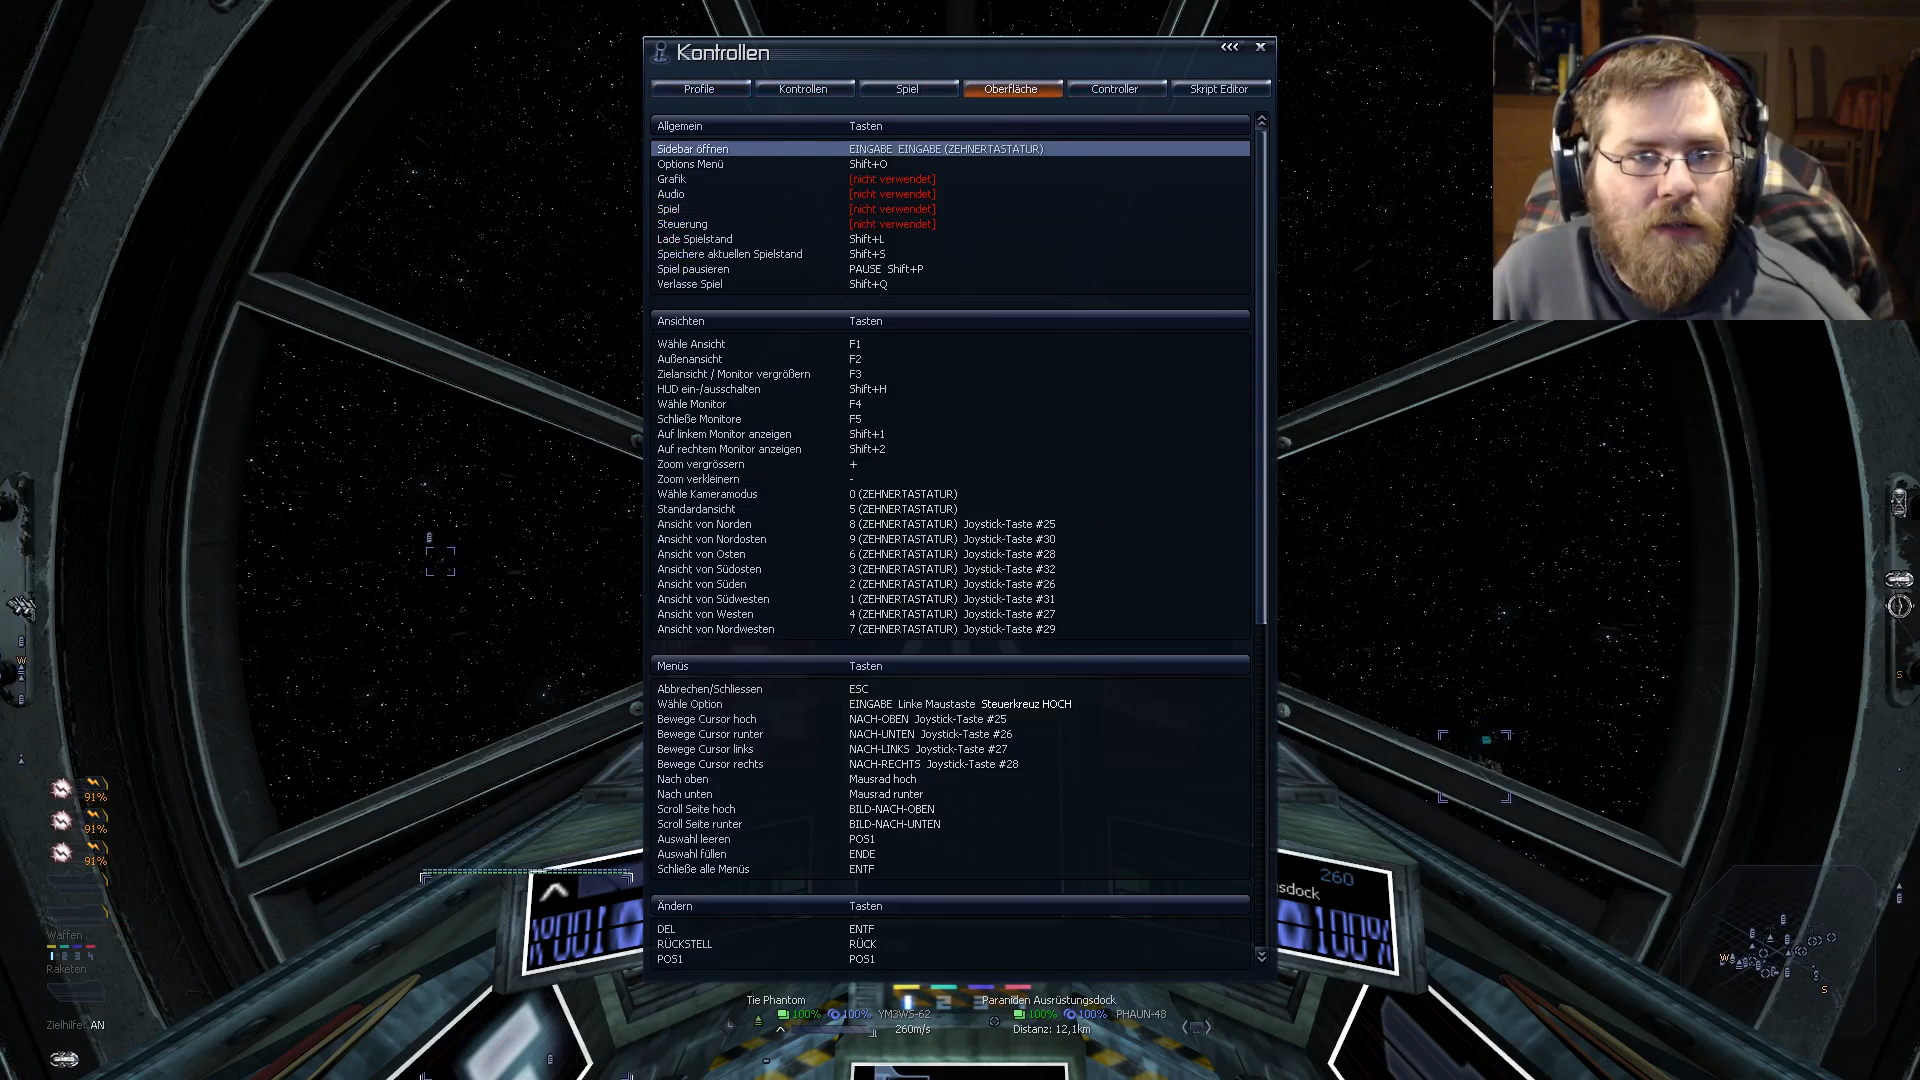 Kontrollen
Profile Kontrollen Spiel Oberfläche Controller Skript Editor
Allgemein Tasten
Sidebar öffnen EINGABE EINGABE (ZEHNERTASTATUR)
Options Menü Shift+O
Grafik [nicht verwendet]
Audio [nicht verwendet]
Spiel [nicht verwendet]
Steuerung [nicht verwendet]
Lade Spielstand Shift+L
Speichere aktuellen Spielstand Shift+S
Spiel pausieren PAUSE Shift+P
Verlasse Spiel Shift+Q
Ansichten Tasten
Wähle Ansicht F1
Außenansicht F2
Zielansicht / Monitor vergrößern F3
HUD ein-/ausschalten Shift+H
Wähle Monitor F4
Schließe Monitore F5
Auf linkem Monitor anzeigen Shift+1
Auf rechtem Monitor anzeigen Shift+2
Zoom vergrössern +
Zoom verkleinern -
Wähle Kameramodus 0 (ZEHNERTASTATUR)
Standardansicht 5 (ZEHNERTASTATUR)
Ansicht von Norden 8 (ZEHNERTASTATUR) Joystick-Taste #25
Ansicht von Nordosten 9 (ZEHNERTASTATUR) Joystick-Taste #30
Ansicht von Osten 6 (ZEHNERTASTATUR) Joystick-Taste #28
Ansicht von Südosten 3 (ZEHNERTASTATUR) Joystick-Taste #32
Ansicht von Süden 2 (ZEHNERTASTATUR) Joystick-Taste #26
Ansicht von Südwesten 1 (ZEHNERTASTATUR) Joystick-Taste #31
Ansicht von Westen 4 (ZEHNERTASTATUR) Joystick-Taste #27
Ansicht von Nordwesten 7 (ZEHNERTASTATUR) Joystick-Taste #29
Menüs Tasten
Abbrechen/Schliessen ESC
Wähle Option EINGABE Linke Maustaste Steuerkreuz HOCH
Bewege Cursor hoch NACH-OBEN Joystick-Taste #25
Bewege Cursor runter NACH-UNTEN Joystick-Taste #26
Bewege Cursor links NACH-LINKS Joystick-Taste #27
Bewege Cursor rechts NACH-RECHTS Joystick-Taste #28
Nach oben Mausrad hoch
Nach unten Mausrad runter
Scroll Seite hoch BILD-NACH-OBEN
Scroll Seite runter BILD-NACH-UNTEN
Auswahl leeren POS1
Auswahl füllen ENDE
Schließe alle Menüs ENTF
Ändern Tasten
DEL ENTF
RÜCKSTELL RÜCK
POS1 POS1
91%
91%
91%
Waffen
1 2 3 4
Raketen
Zielhilfe: AN
260
sdock
100%
W
S
W
S
Tie Phantom
100% 100% YM3WS-62
260m/s
1 2
Paraniden Ausrüstungsdock
100% 100% PHAUN-48
Distanz: 12,1km